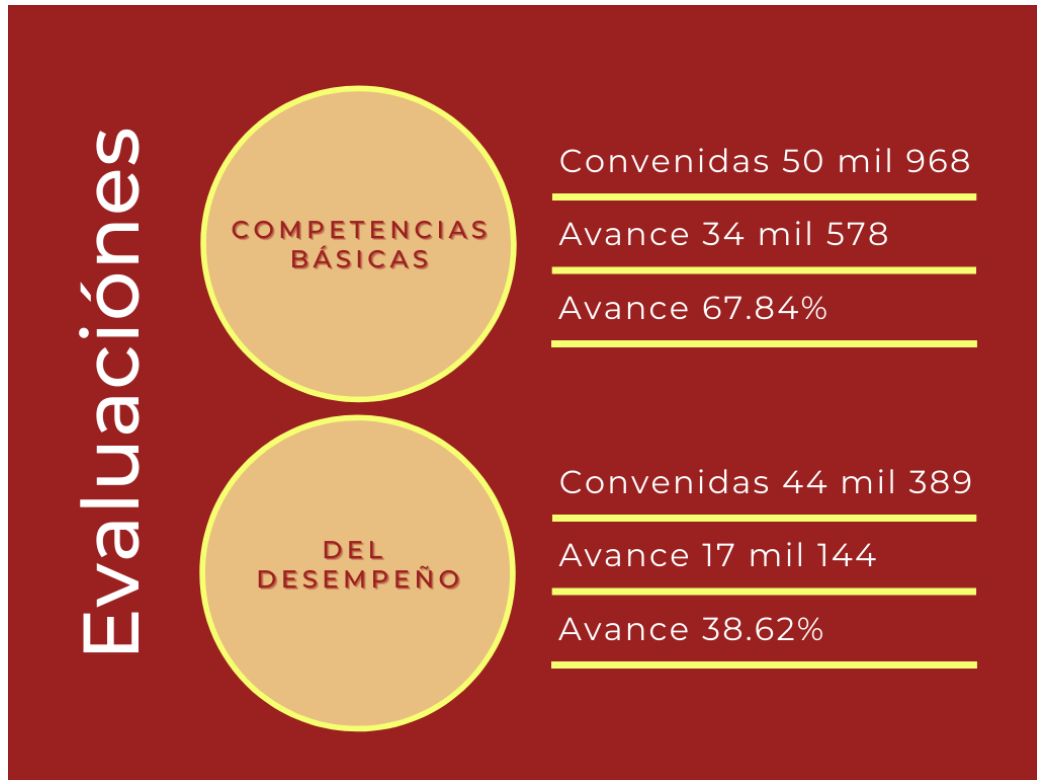 Evaluaciónes
COMPETENCIAS
BÁSICAS
Convenidas 50 mil 968
Avance 34 mil 578
Avance 67.84%
DEL
DESEMPEÑO
Convenidas 44 mil 389
Avance 17 mil 144
Avance 38.62%